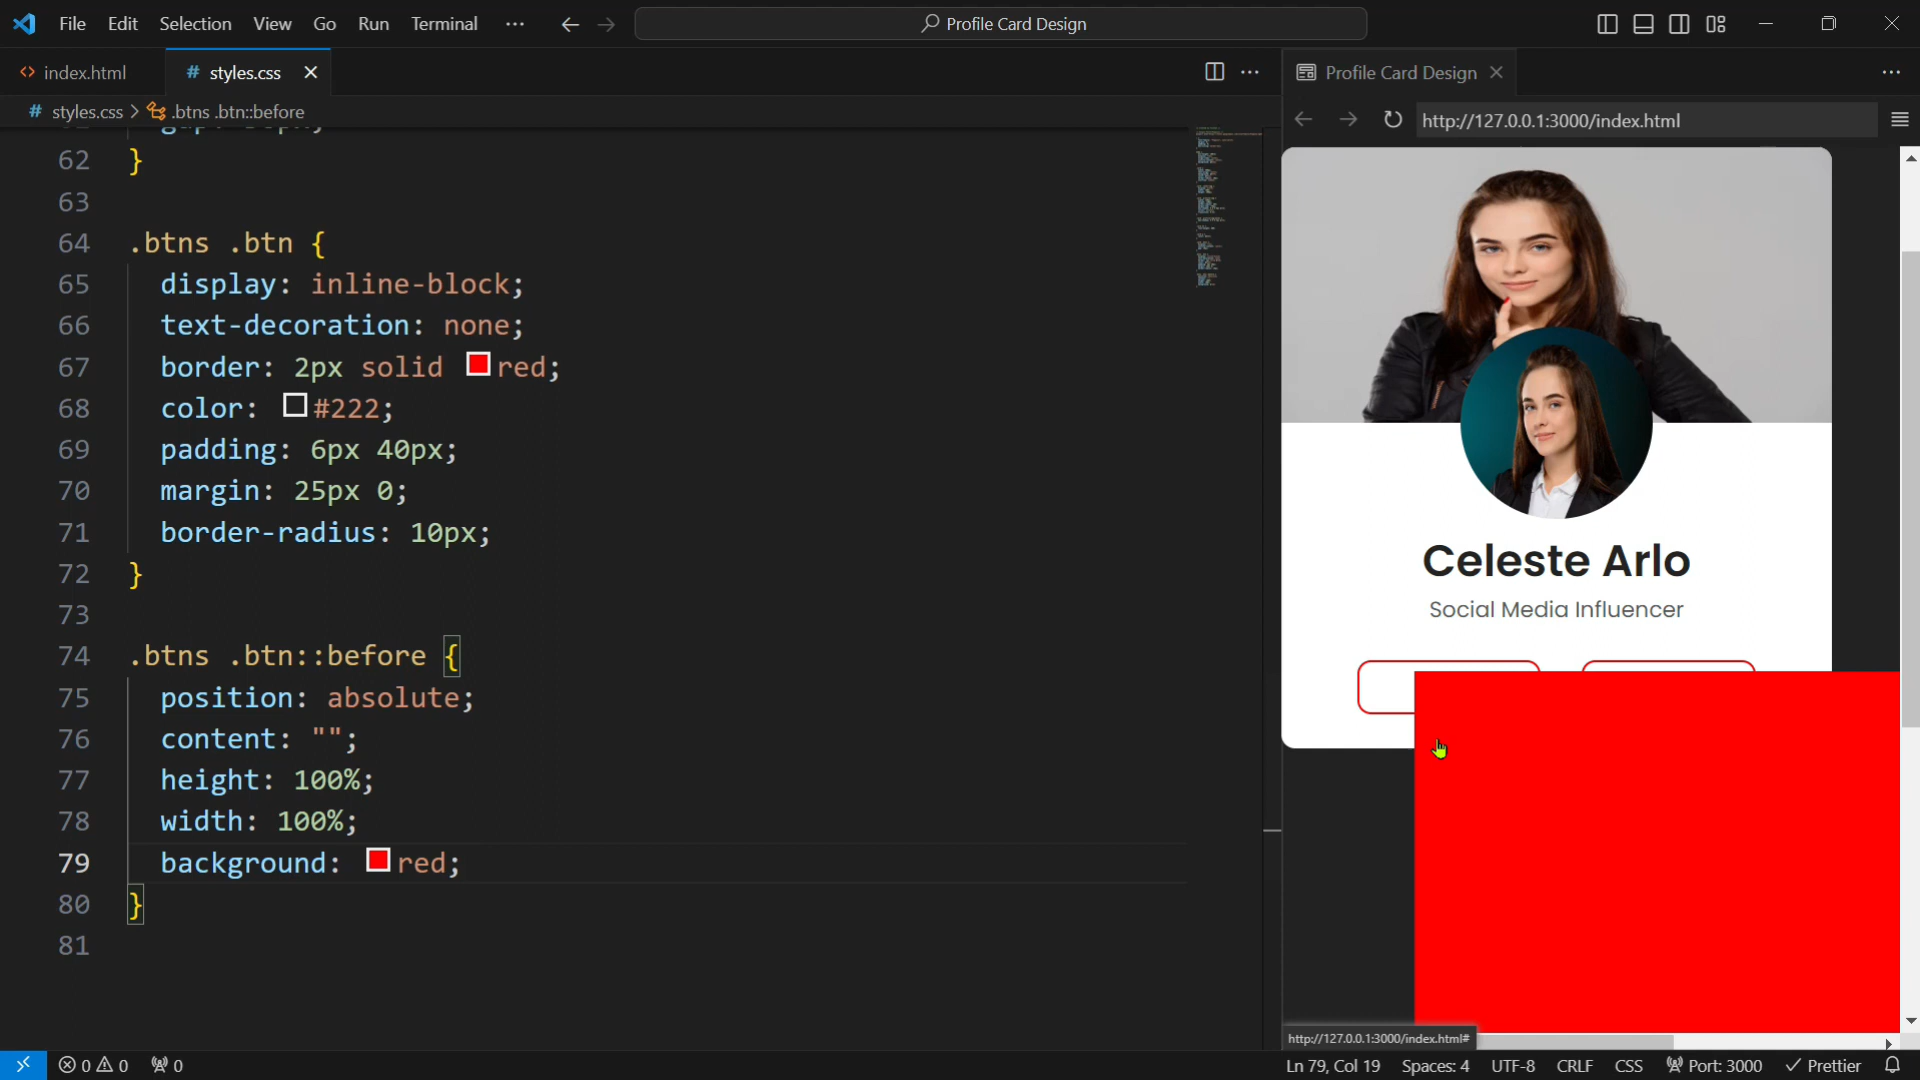 File Edit Selection View Go Run Terminal ···
Profile Card Design
index.html
# styles.css
Profile Card Design
# styles.css > .btns .btn::before
http://127.0.0.1:3000/index.html
62 }
63
64 .btns .btn {
65 display: inline-block;
66 text-decoration: none;
67 border: 2px solid red;
68 color: #222;
69 padding: 6px 40px;
70 margin: 25px 0;
71 border-radius: 10px;
72 }
73
74 .btns .btn::before {
75 position: absolute;
76 content: "";
77 height: 100%;
78 width: 100%;
79 background: red;
80 }
81
Celeste Arlo
Social Media Influencer
http://127.0.0.1:3000/index.html#
0 0 0
Ln 79, Col 19 Spaces: 4 UTF-8 CRLF CSS Port: 3000 Prettier